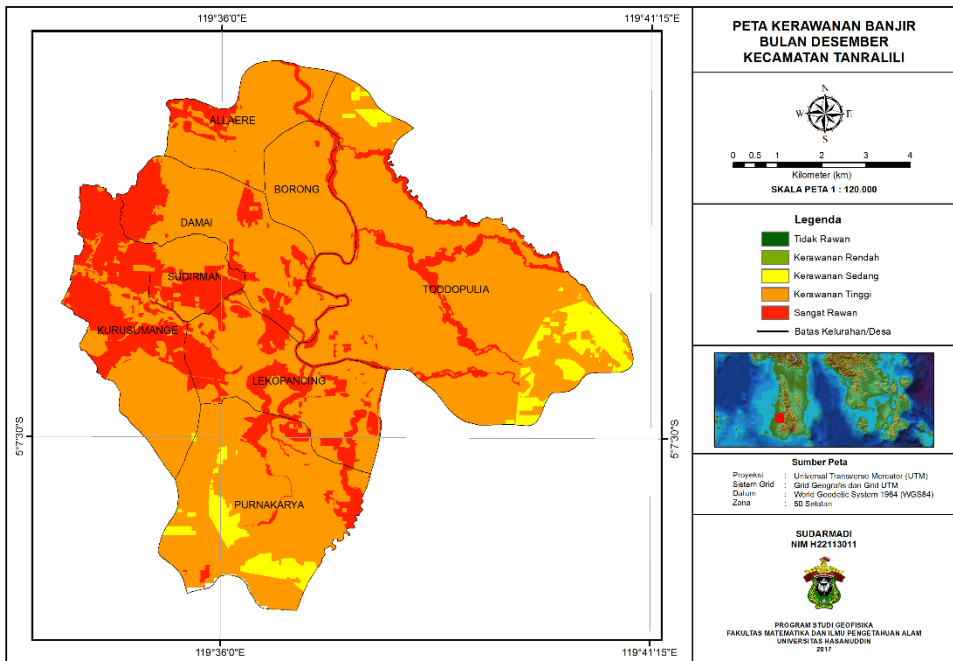 119°36'0"E
119°41'15"E
ALLAERE
BORONG
DAMAI
SUDIRMAN
TODDOPULIA
KURUSUMANGE
LEKOPANCING
5°7'30"S
5°7'30"S
PURNAKARYA
119°36'0"E
119°41'15"E
PETA KERAWANAN BANJIR
BULAN DESEMBER
KECAMATAN TANRALILI
N
W E
S
0 0.5 1 2 3 4
Kilometer (km)
SKALA PETA 1 : 120.000
Legenda
Tidak Rawan
Kerawanan Rendah
Kerawanan Sedang
Kerawanan Tinggi
Sangat Rawan
Batas Kelurahan/Desa
Sumber Peta
Proyeksi : Universal Transverse Mercator (UTM)
Sistem Grid : Grid Geografis dan Grid UTM
Datum : World Geodetic System 1984 (WGS84)
Zona : 50 Selatan
SUDARMADI
NIM H22113011
PROGRAM STUDI GEOFISIKA
FAKULTAS MATEMATIKA DAN ILMU PENGETAHUAN ALAM
UNIVERSITAS HASANUDDIN
2017